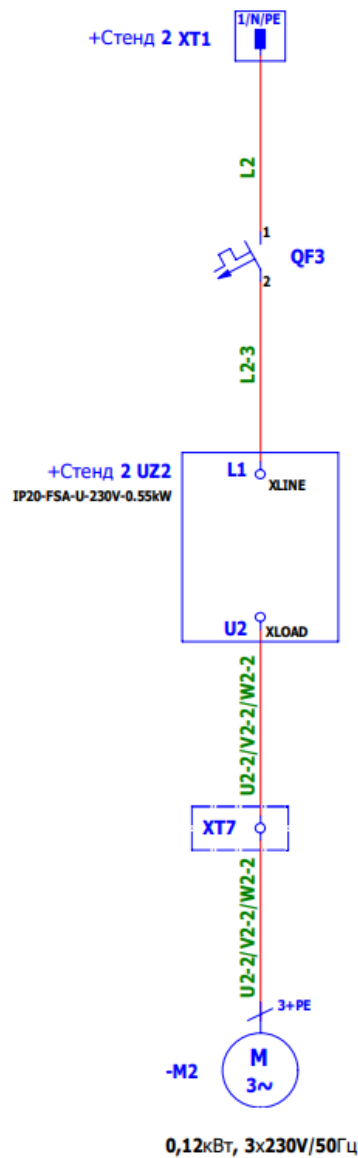 1/N/PE
+Стенд 2 XT1
L2
1
QF3
2
L2-3
+Стенд 2 UZ2
IP20-FSA-U-230V-0.55kW
L1
XLINE
U2
XLOAD
U2-2/V2-2/W2-2
XT7
U2-2/V2-2/W2-2
3+PE
-M2
M
3~
0,12кВт, 3x230V/50Гц